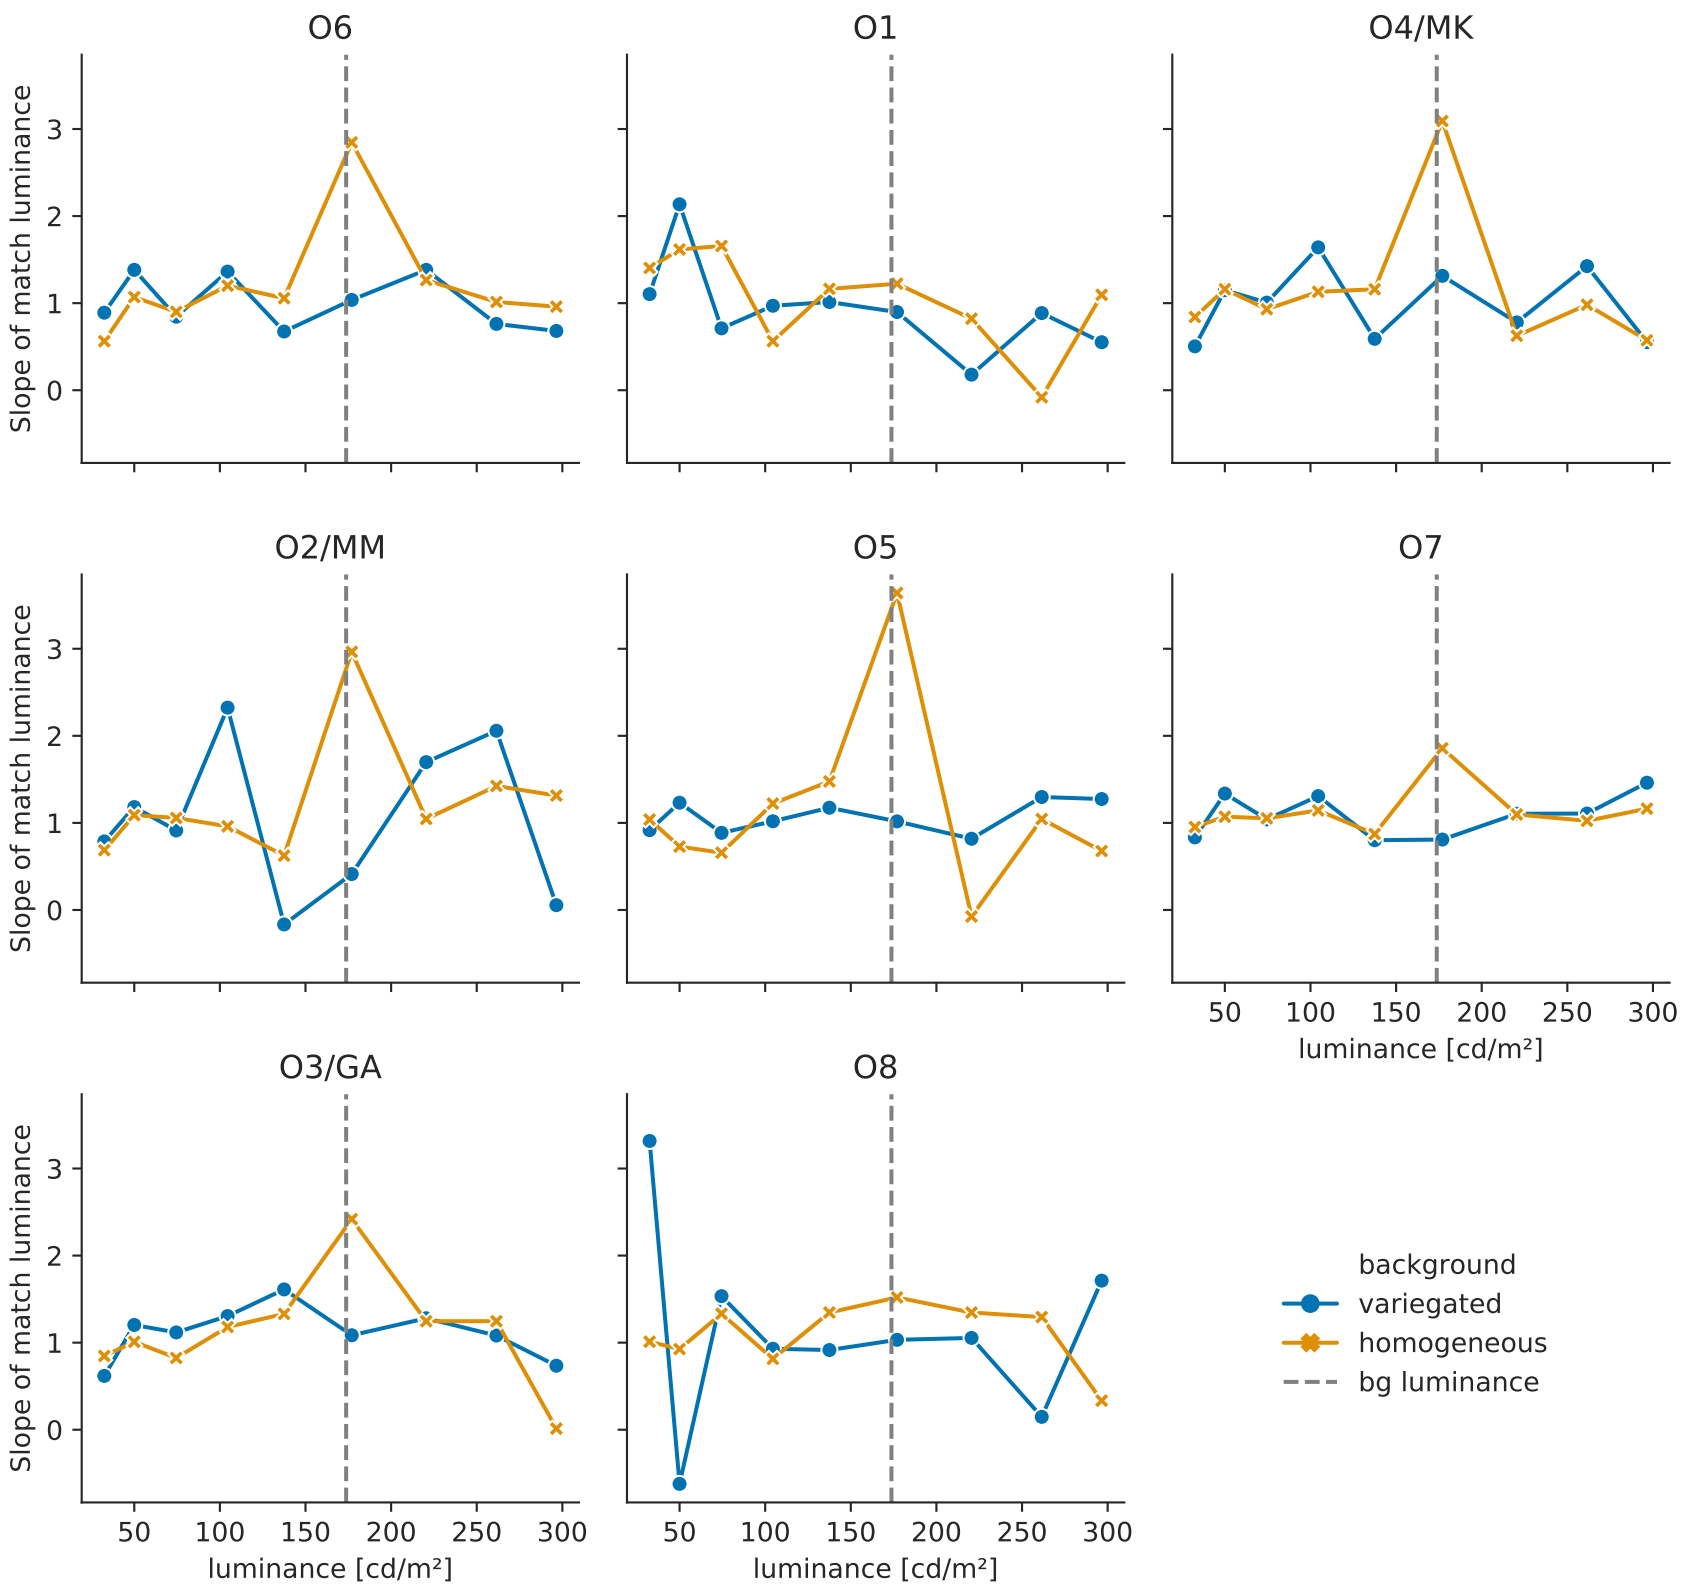 O6
O1
O4/MK
Slope of match luminance
3
2
1
0
O2/MM
O5
O7
Slope of match luminance
3
2
1
0
50 100 150 200 250 300
luminance [cd/m²]
O3/GA
O8
Slope of match luminance
3
2
1
0
50 100 150 200 250 300
luminance [cd/m²]
50 100 150 200 250 300
luminance [cd/m²]
background
variegated
homogeneous
bg luminance